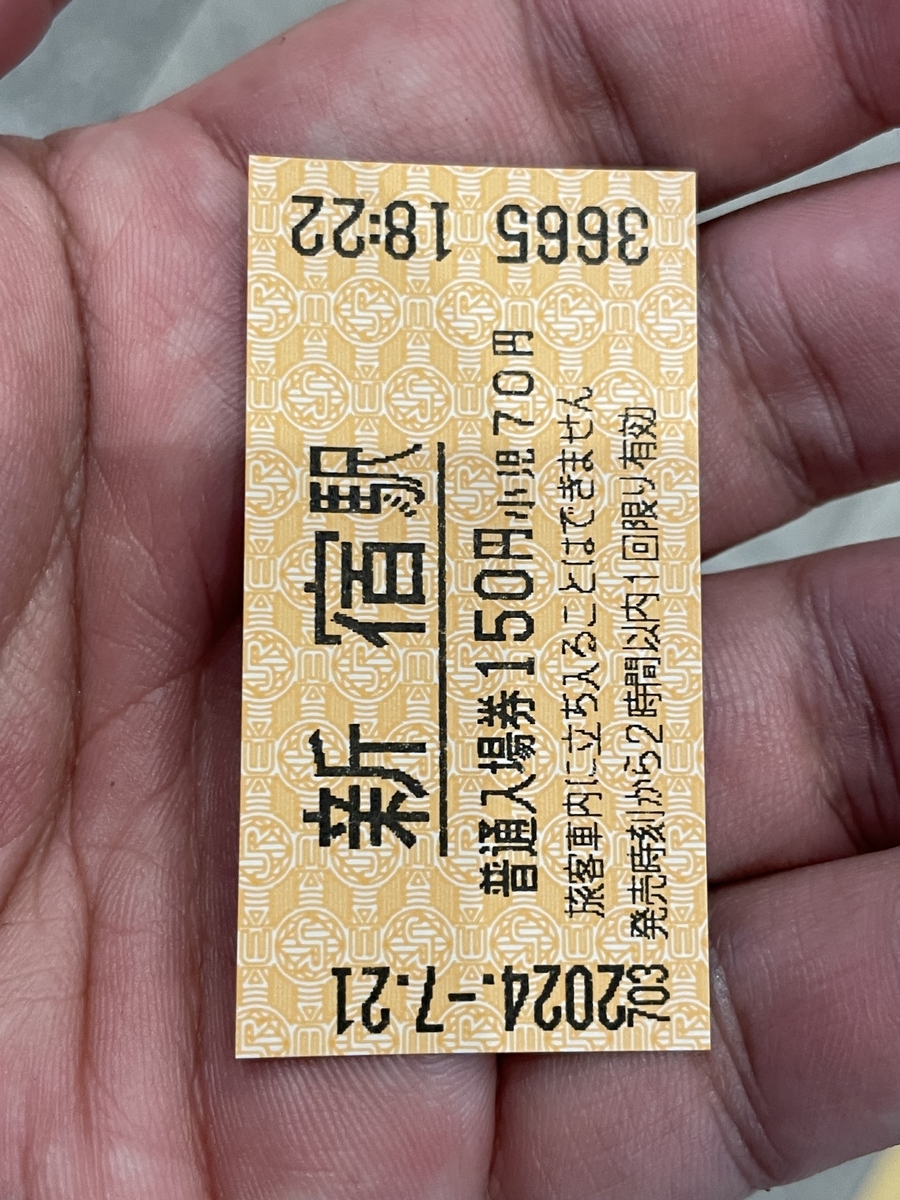 3665 18:22
新宿駅
普通入場券150円小児70円
旅客車内に立ち入ることはできません
発売時刻から2時間以内1回限り有効
703
2024.-7.21